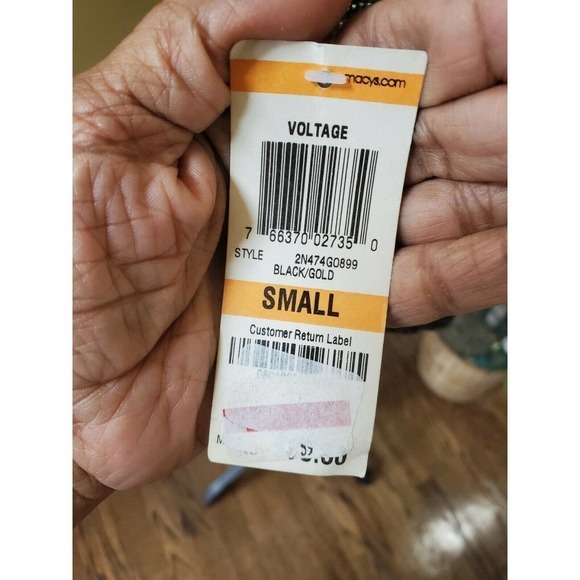 macys.com
VOLTAGE
7 66370 02735 0
STYLE 2N474G0899
BLACK/GOLD
SMALL
Customer Return Label